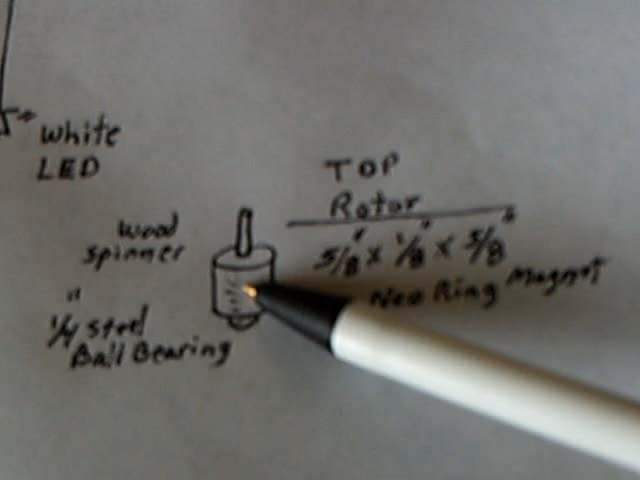 white
LED
TOP
Rotor
5/8" x 1/8" x 5/8"
Neo Ring Magnet
wood
spinner
1/4" Steel
Ball Bearing